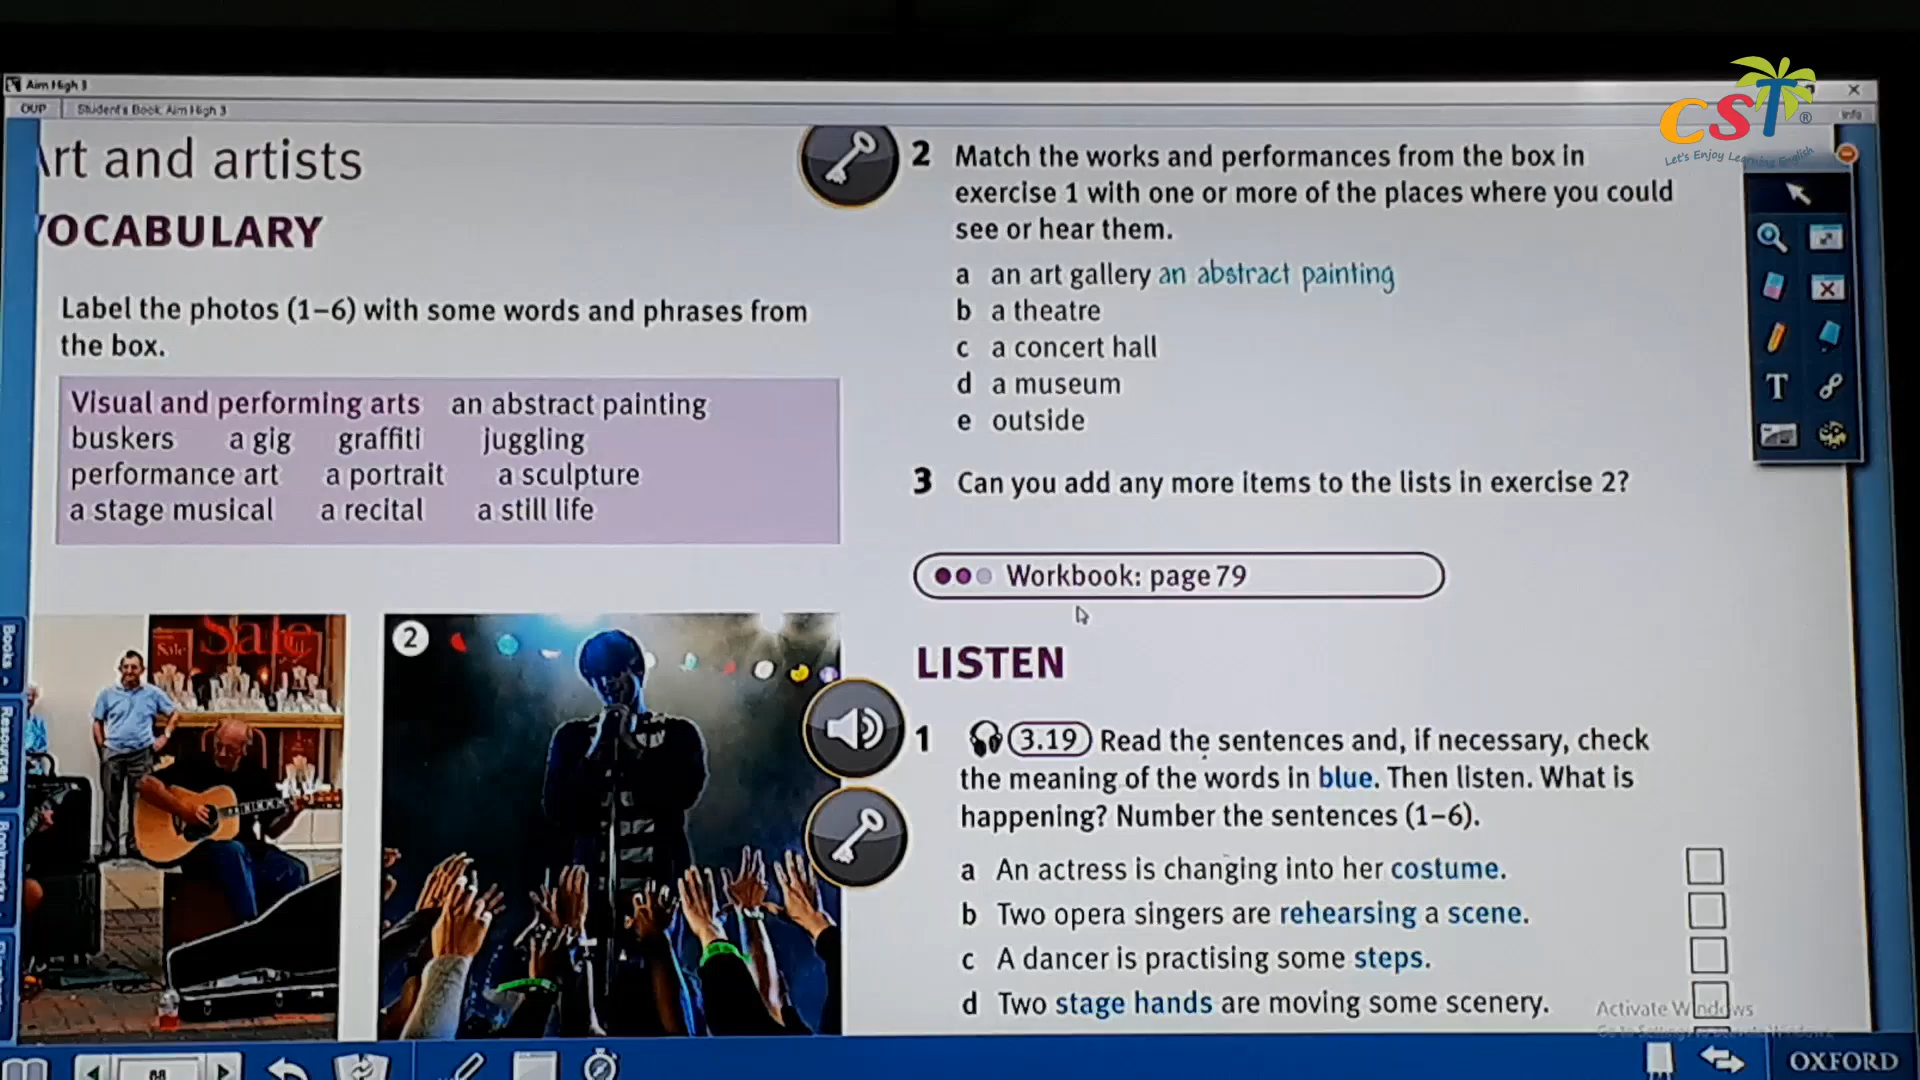 Aim High 3
OUP
Student's Book, Aim High 3
Info
CST®
Let's Enjoy Learning English
Art and artists
VOCABULARY
Label the photos (1–6) with some words and phrases from
the box.
Visual and performing arts an abstract painting
buskers a gig graffiti juggling
performance art a portrait a sculpture
a stage musical a recital a still life
Sale
Sale
2
2 Match the works and performances from the box in
exercise 1 with one or more of the places where you could
see or hear them.
a an art gallery an abstract painting
b a theatre
c a concert hall
d a museum
e outside
3 Can you add any more items to the lists in exercise 2?
Workbook: page 79
LISTEN
1 3.19 Read the sentences and, if necessary, check
the meaning of the words in blue. Then listen. What is
happening? Number the sentences (1–6).
a An actress is changing into her costume.
b Two opera singers are rehearsing a scene.
c A dancer is practising some steps.
d Two stage hands are moving some scenery.
Activate Windows
Books
Resources
T
68
OXFORD